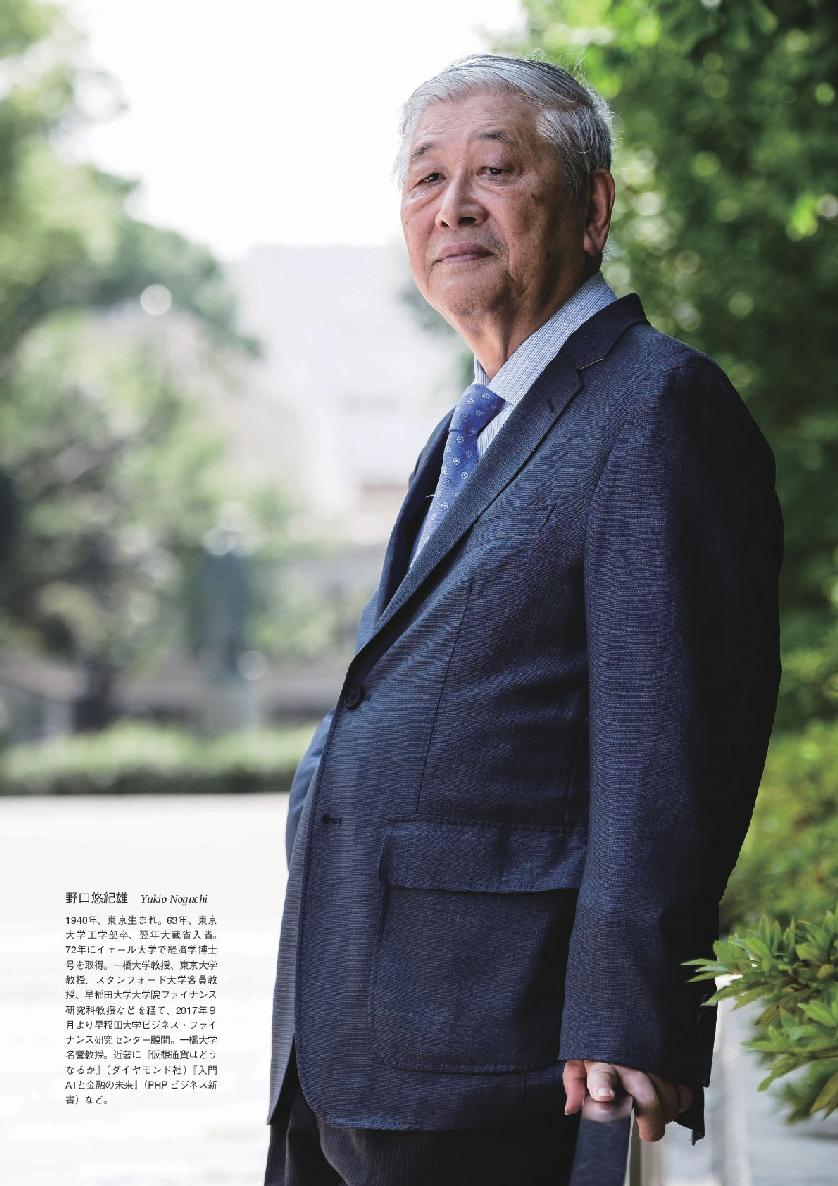 野口悠紀雄　Yukio Noguchi
1940年、東京生まれ。63年、東京
大学工学部卒、翌年大蔵省入省。
72年にイェール大学で経済学博士
号を取得。一橋大学教授、東京大学
教授、スタンフォード大学客員教
授、早稲田大学大学院ファイナンス
研究科教授などを経て、2017年9
月より早稲田大学ビジネス・ファイ
ナンス研究センター顧問。一橋大学
名誉教授。近著に『仮想通貨はどう
なるか』（ダイヤモンド社）『入門
AIと金融の未来』（PHPビジネス新
書）など。